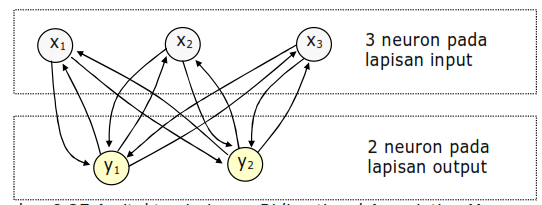 x1
x2
x3
3 neuron pada
lapisan input
y1
y2
2 neuron pada
lapisan output